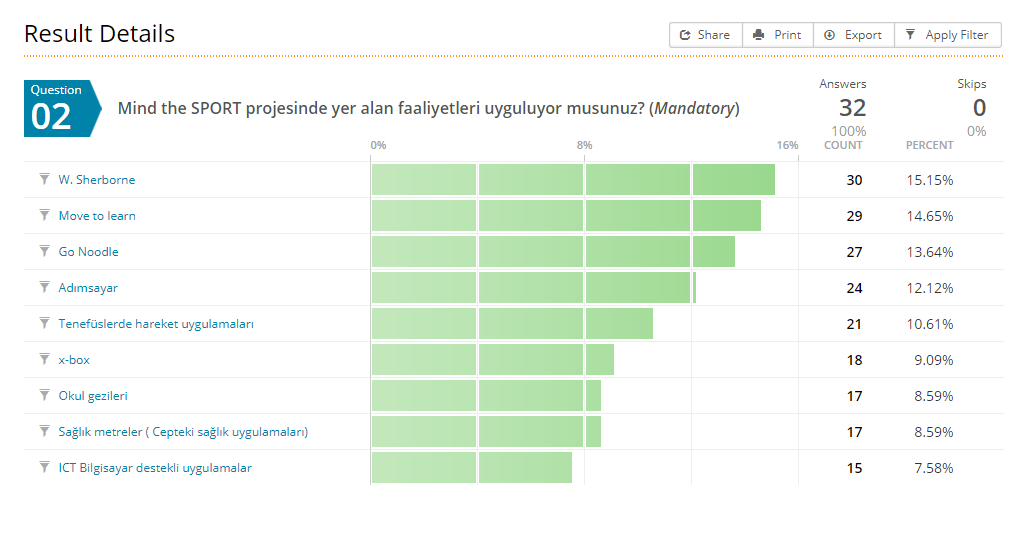 Result Details
Share Print Export Apply Filter
Question
02
Mind the SPORT projesinde yer alan faaliyetleri uyguluyor musunuz? (Mandatory)
Answers Skips
32 0
100% 0%
0% 8% 16% COUNT PERCENT
W. Sherborne 30 15.15%
Move to learn 29 14.65%
Go Noodle 27 13.64%
Adımsayar 24 12.12%
Tenefüslerde hareket uygulamaları 21 10.61%
x-box 18 9.09%
Okul gezileri 17 8.59%
Sağlık metreler ( Cepteki sağlık uygulamaları) 17 8.59%
ICT Bilgisayar destekli uygulamalar 15 7.58%